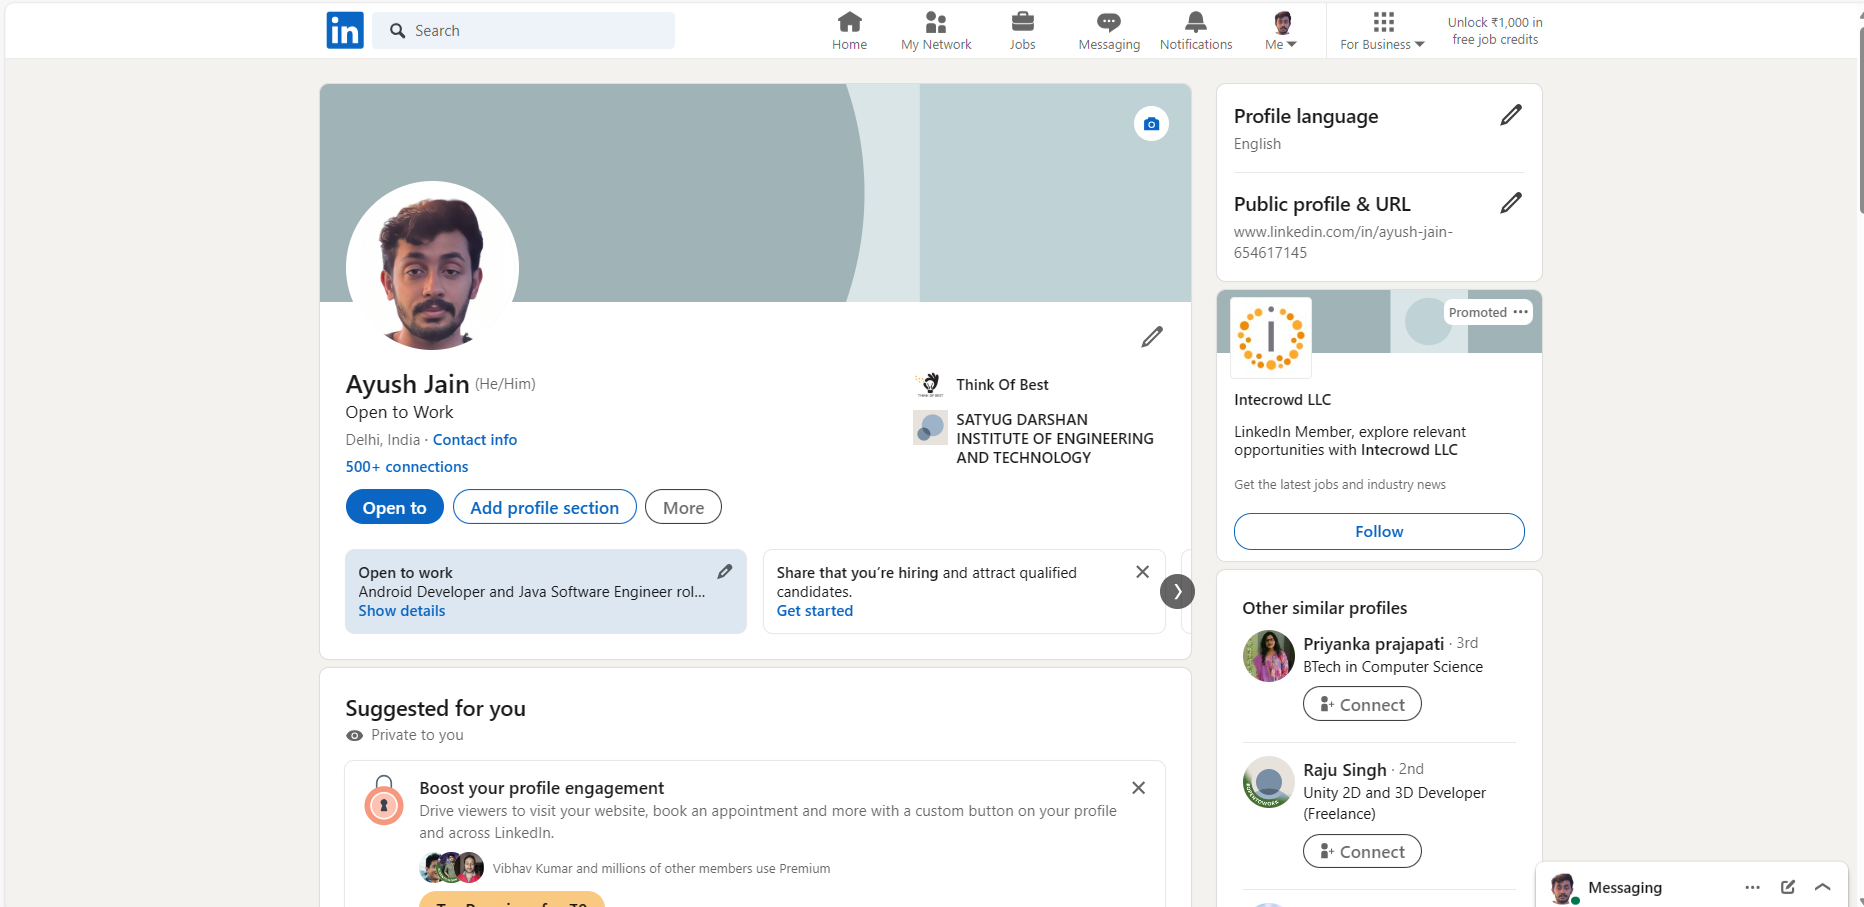 in
Search
Home
My Network
Jobs
Messaging
Notifications
Me
For Business
Unlock ₹1,000 in
free job credits
Ayush Jain (He/Him)
Open to Work
Delhi, India · Contact info
500+ connections
Open to
Add profile section
More
THINK OF BEST
Think Of Best
SATYUG DARSHAN
INSTITUTE OF ENGINEERING
AND TECHNOLOGY
Open to work
Android Developer and Java Software Engineer rol...
Show details
Share that you're hiring and attract qualified
candidates.
Get started
Suggested for you
Private to you
Boost your profile engagement
Drive viewers to visit your website, book an appointment and more with a custom button on your profile
and across LinkedIn.
Vibhav Kumar and millions of other members use Premium
Profile language
English
Public profile & URL
www.linkedin.com/in/ayush-jain-
654617145
Promoted
Intecrowd LLC
LinkedIn Member, explore relevant
opportunities with Intecrowd LLC
Get the latest jobs and industry news
Follow
Other similar profiles
Priyanka prajapati · 3rd
BTech in Computer Science
Connect
#OPENTOWORK
Raju Singh · 2nd
Unity 2D and 3D Developer
(Freelance)
Connect
Messaging